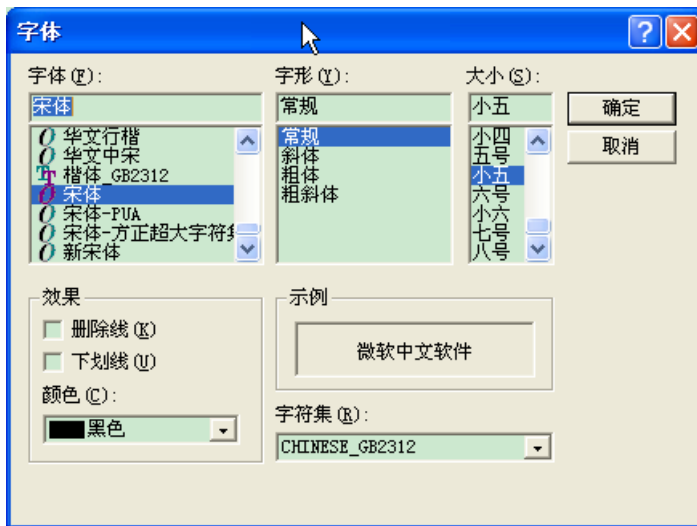 字体
字体(F):
宋体
华文行楷
华文中宋
楷体_GB2312
宋体
宋体-PUA
宋体-方正超大字符集
新宋体
字形(Y):
常规
常规
斜体
粗体
粗斜体
大小(S):
小五
小四
五号
小五
六号
小六
七号
八号
确定
取消
效果
删除线(K)
下划线(U)
颜色(C):
黑色
示例
微软中文软件
字符集(R):
CHINESE_GB2312